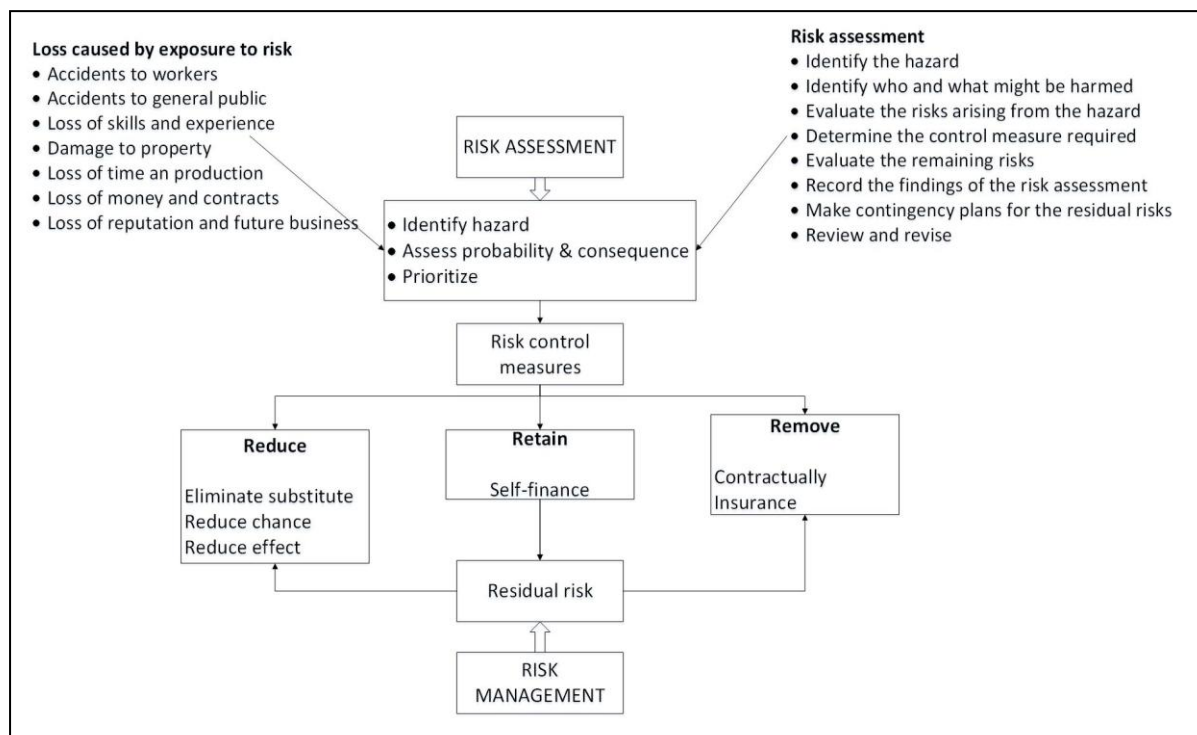 Loss caused by exposure to risk
• Accidents to workers
• Accidents to general public
• Loss of skills and experience
• Damage to property
• Loss of time an production
• Loss of money and contracts
• Loss of reputation and future business
Risk assessment
• Identify the hazard
• Identify who and what might be harmed
• Evaluate the risks arising from the hazard
• Determine the control measure required
• Evaluate the remaining risks
• Record the findings of the risk assessment
• Make contingency plans for the residual risks
• Review and revise
RISK ASSESSMENT
• Identify hazard
• Assess probability & consequence
• Prioritize
Risk control
measures
Reduce
Eliminate substitute
Reduce chance
Reduce effect
Retain
Self-finance
Remove
Contractually
Insurance
Residual risk
RISK
MANAGEMENT